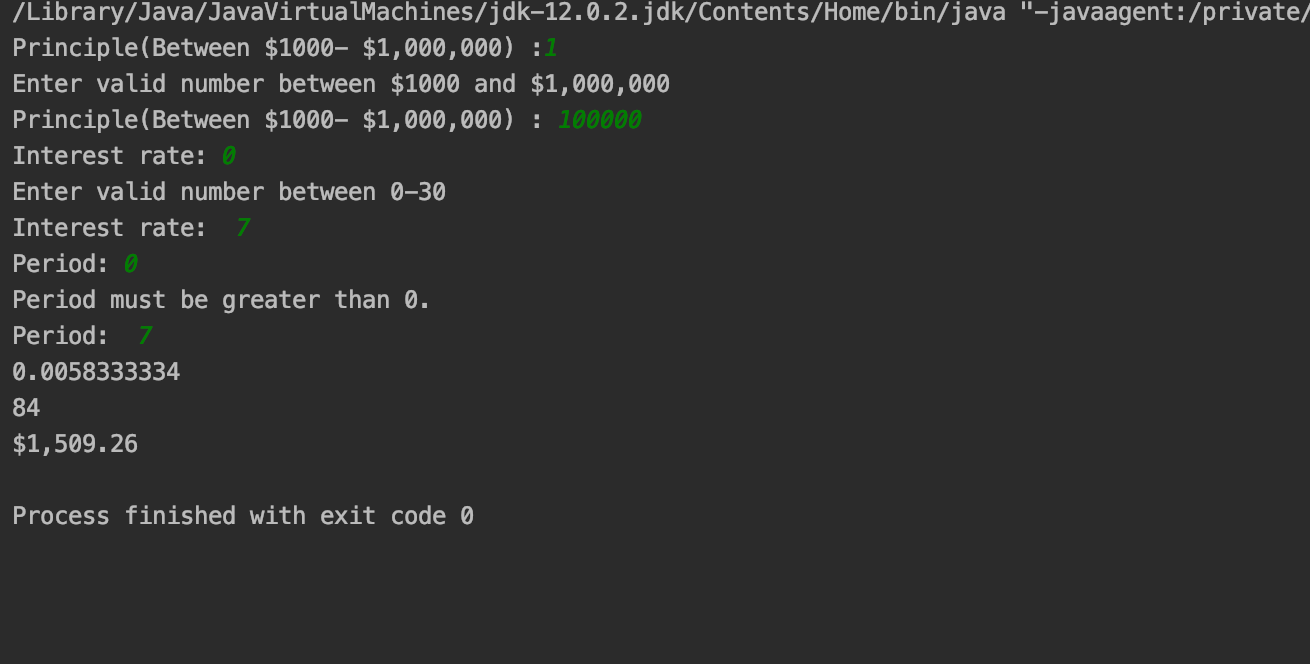 /Library/Java/JavaVirtualMachines/jdk-12.0.2.jdk/Contents/Home/bin/java "-javaagent:/private/
Principle(Between $1000- $1,000,000) :1
Enter valid number between $1000 and $1,000,000
Principle(Between $1000- $1,000,000) : 100000
Interest rate: 0
Enter valid number between 0-30
Interest rate:  7
Period: 0
Period must be greater than 0.
Period:  7
0.0058333334
84
$1,509.26
Process finished with exit code 0